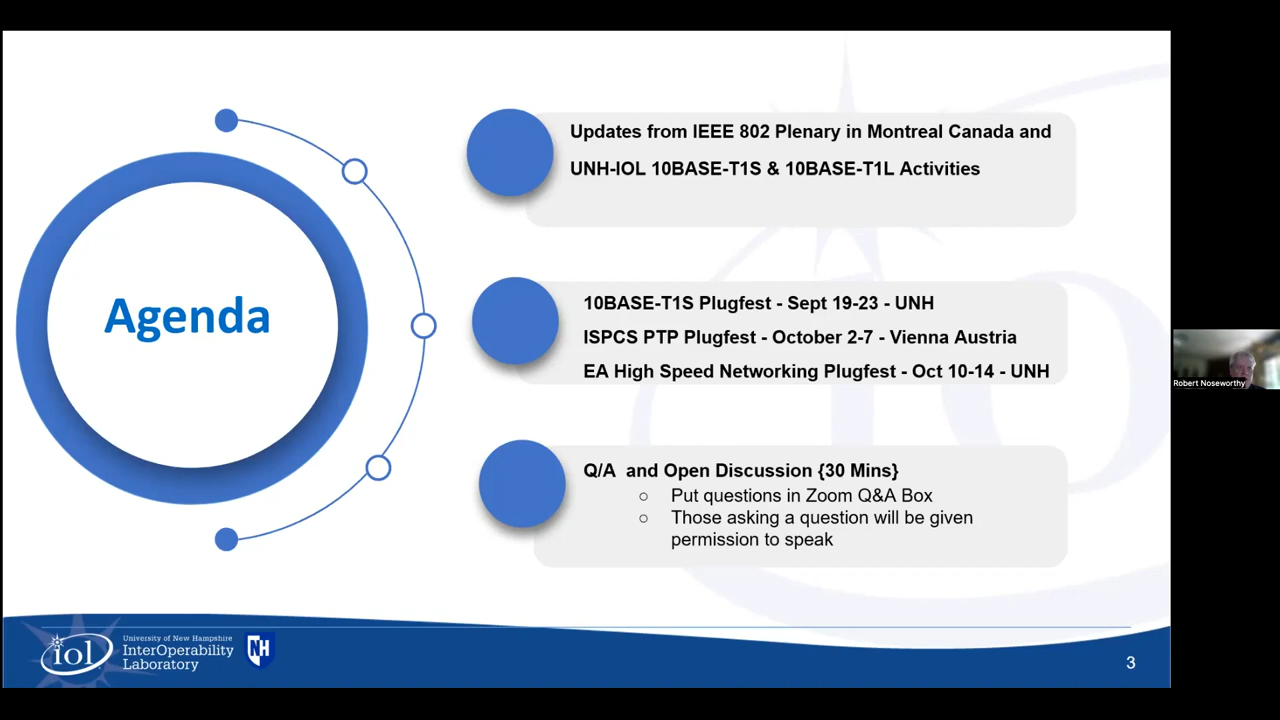 Agenda
Updates from IEEE 802 Plenary in Montreal Canada and
UNH-IOL 10BASE-T1S & 10BASE-T1L Activities
10BASE-T1S Plugfest - Sept 19-23 - UNH
ISPCS PTP Plugfest - October 2-7 - Vienna Austria
EA High Speed Networking Plugfest - Oct 10-14 - UNH
Q/A  and Open Discussion {30 Mins}
○ Put questions in Zoom Q&A Box
○ Those asking a question will be given
permission to speak
Robert Noseworthy
iol
University of New Hampshire
InterOperability
Laboratory
NH
3